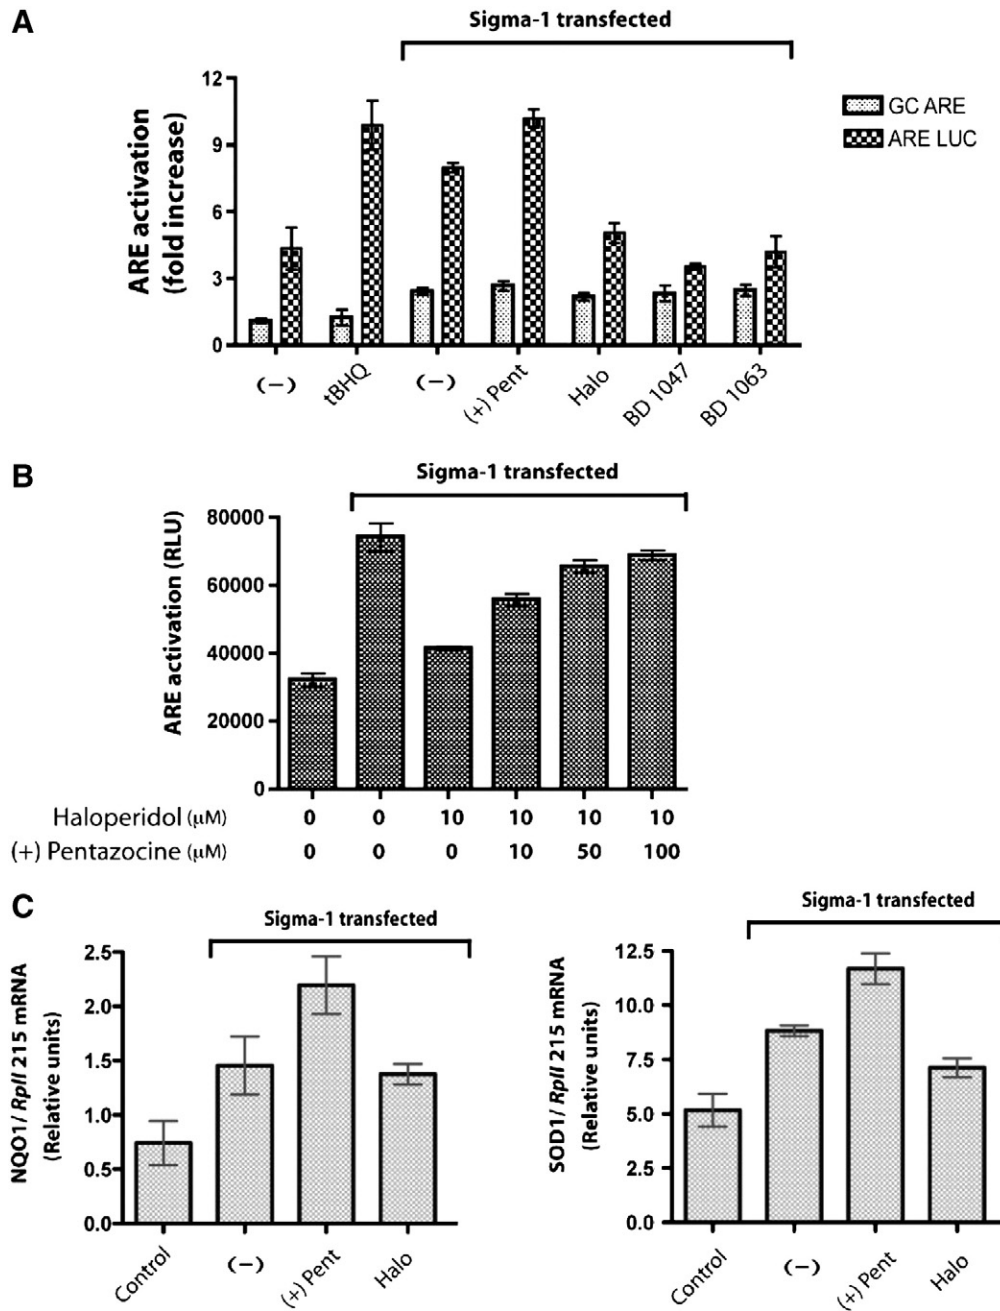 A
Sigma-1 transfected
ARE activation
(fold increase)
12
9
6
3
0
GC ARE
ARE LUC
(−)
tBHQ
(−)
(+) Pent
Halo
BD 1047
BD 1063
B
Sigma-1 transfected
ARE activation (RLU)
80000
60000
40000
20000
0
Haloperidol (μM) 0 0 10 10 10 10
(+) Pentazocine (μM) 0 0 0 10 50 100
C
Sigma-1 transfected
NQO1/ RpII 215 mRNA
(Relative units)
2.5
2.0
1.5
1.0
0.5
0.0
Control
(−)
(+) Pent
Halo
Sigma-1 transfected
SOD1/ RpII 215 mRNA
(Relative units)
12.5
10.0
7.5
5.0
2.5
0.0
Control
(−)
(+) Pent
Halo